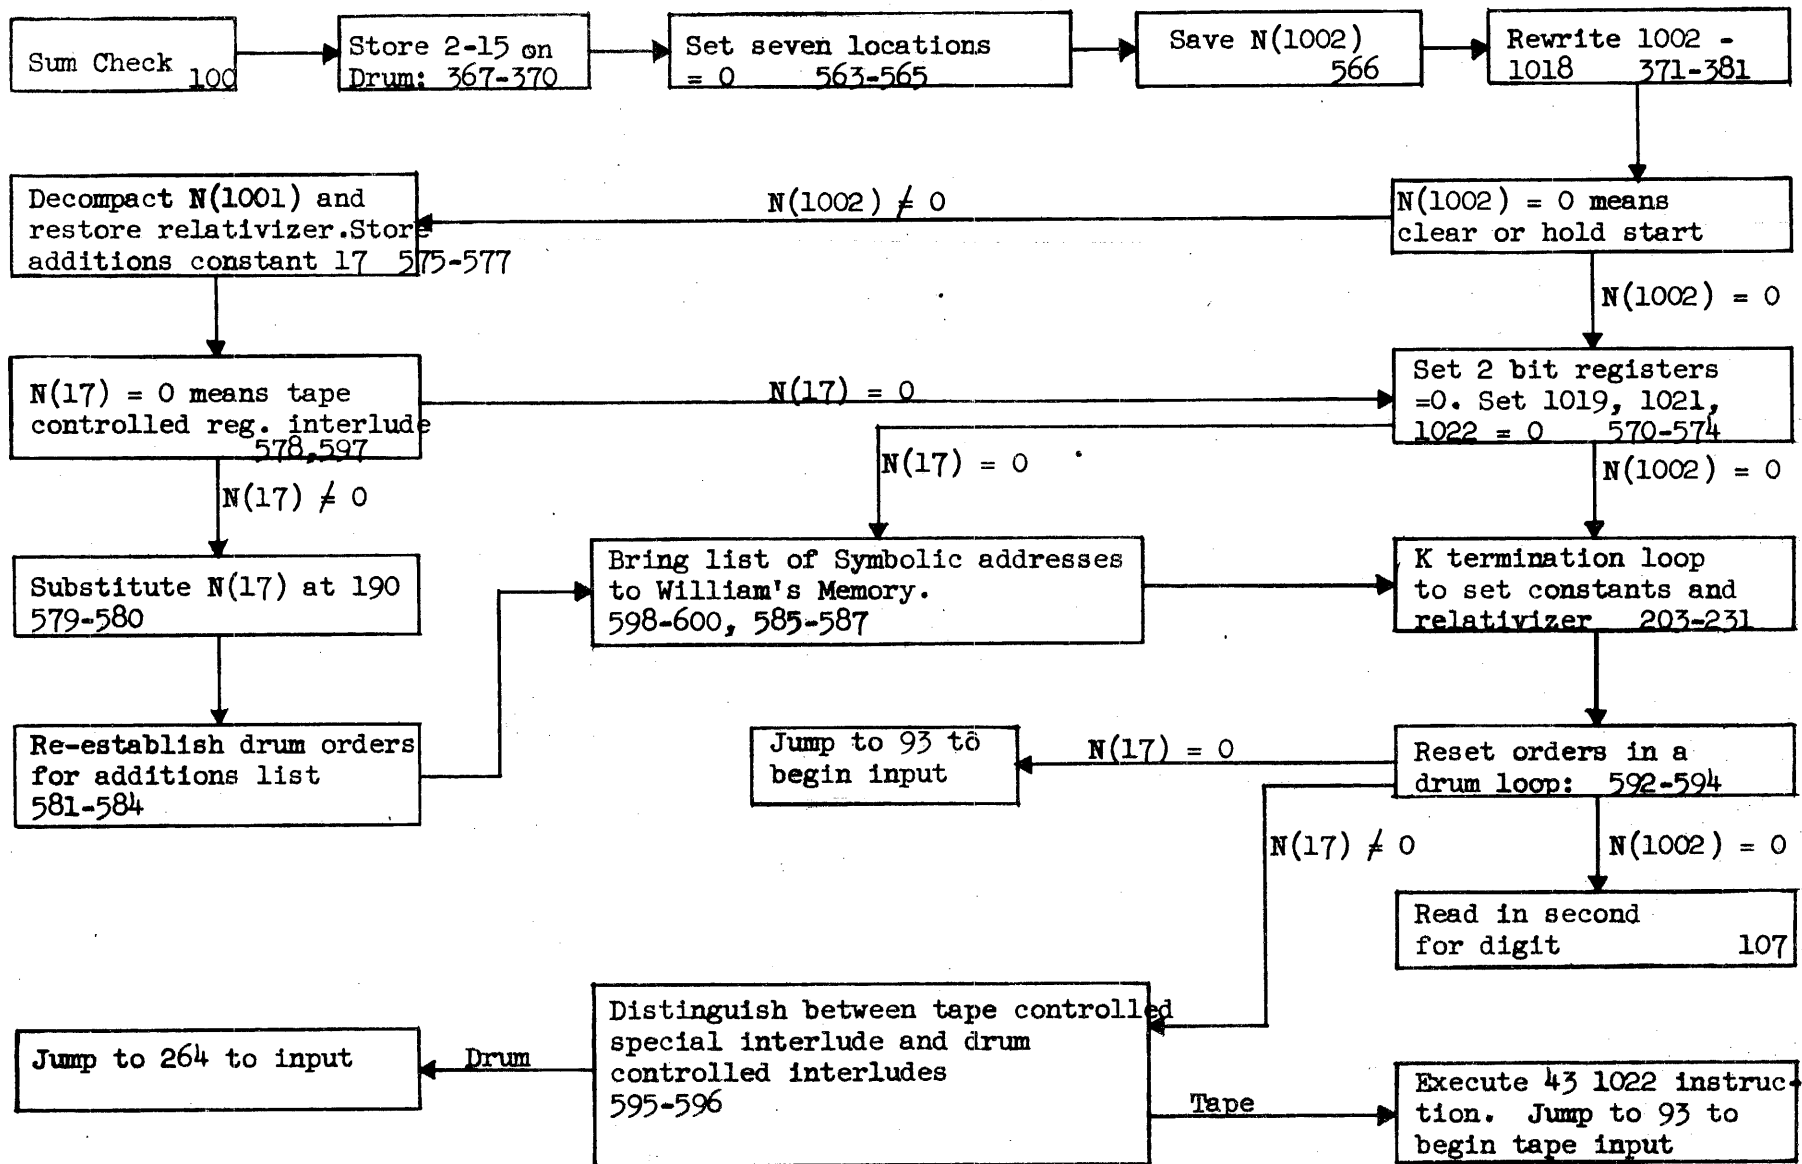 Sum Check 100
Store 2-15 on
Drum: 367-370
Set seven locations
= 0 563-565
Save N(1002)
566
Rewrite 1002 -
1018 371-381
Decompact N(1001) and
restore relativizer.Store
additions constant 17 575-577
N(1002) ≠ 0
N(1002) = 0 means
clear or hold start
N(1002) = 0
N(17) = 0 means tape
controlled reg. interlude
578,597
N(17) = 0
Set 2 bit registers
=0. Set 1019, 1021,
1022 = 0 570-574
N(17) ≠ 0
N(17) = 0
N(1002) = 0
Substitute N(17) at 190
579-580
Bring list of Symbolic addresses
to William's Memory.
598-600, 585-587
K termination loop
to set constants and
relativizer 203-231
Re-establish drum orders
for additions list
581-584
Jump to 93 to
begin input
N(17) = 0
Reset orders in a
drum loop: 592-594
N(17) ≠ 0
N(1002) = 0
Read in second
for digit 107
Jump to 264 to input
Drum
Distinguish between tape controlled
special interlude and drum
controlled interludes
595-596
Tape
Execute 43 1022 instruc-
tion. Jump to 93 to
begin tape input